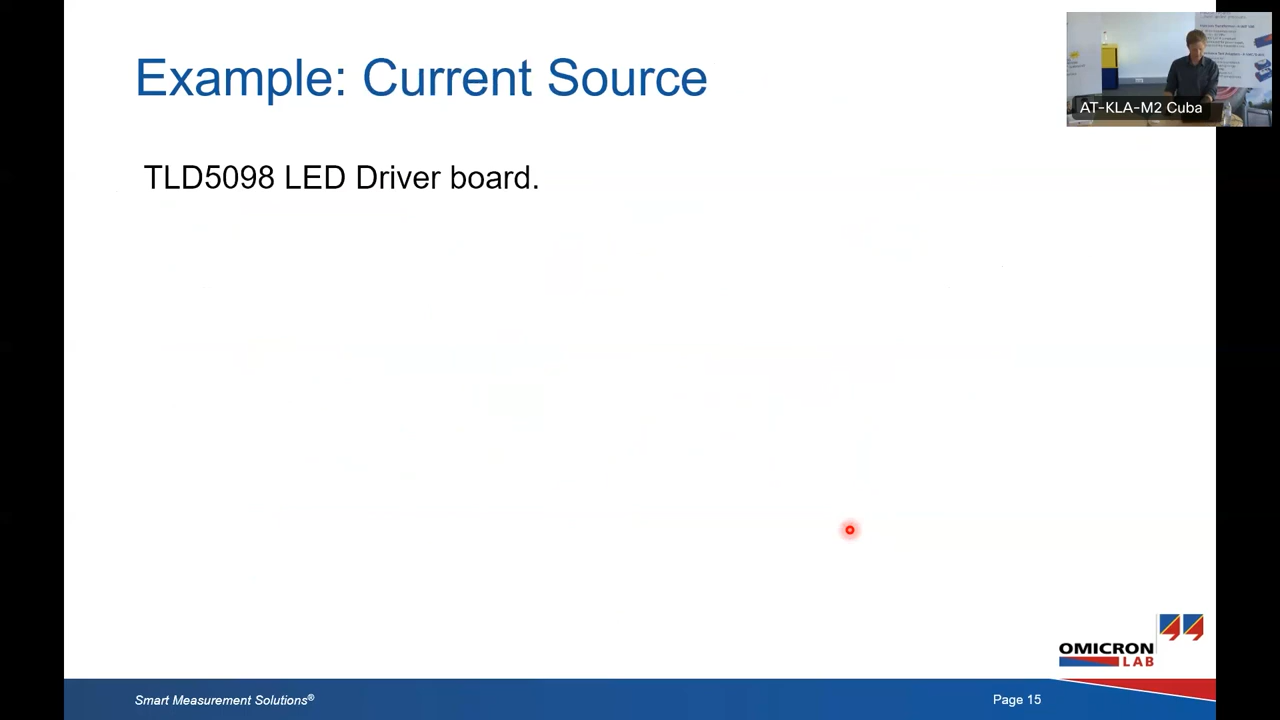 Example: Current Source
AT-KLA-M2 Cuba
TLD5098 LED Driver board.
OMICRON
LAB
Smart Measurement Solutions®
Page 15